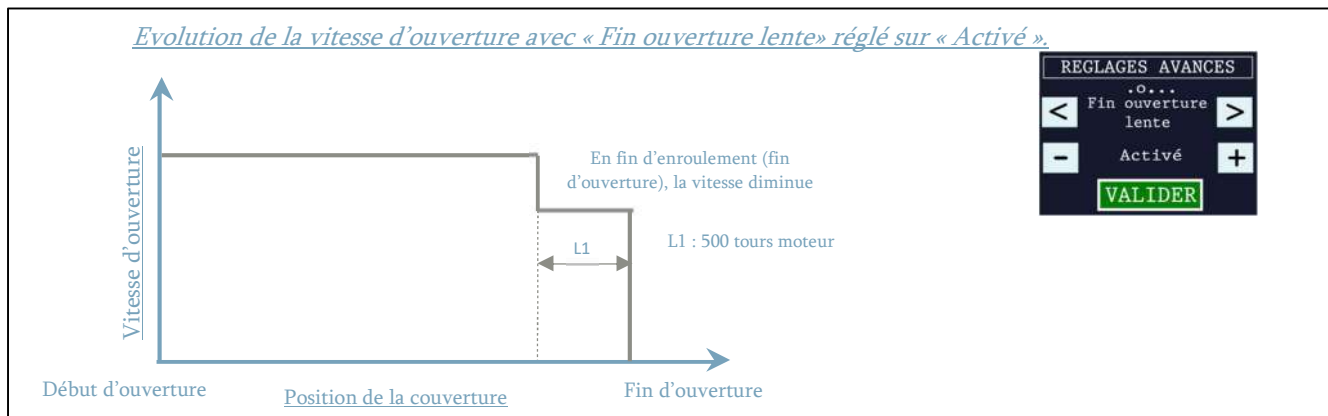 Evolution de la vitesse d'ouverture avec « Fin ouverture lente» réglé sur « Activé ».
REGLAGES AVANCES
.o...
< Fin ouverture >
lente
- Activé +
VALIDER
Vitesse d'ouverture
En fin d'enroulement (fin
d'ouverture), la vitesse diminue
L1
L1 : 500 tours moteur
Début d'ouverture
Position de la couverture
Fin d'ouverture